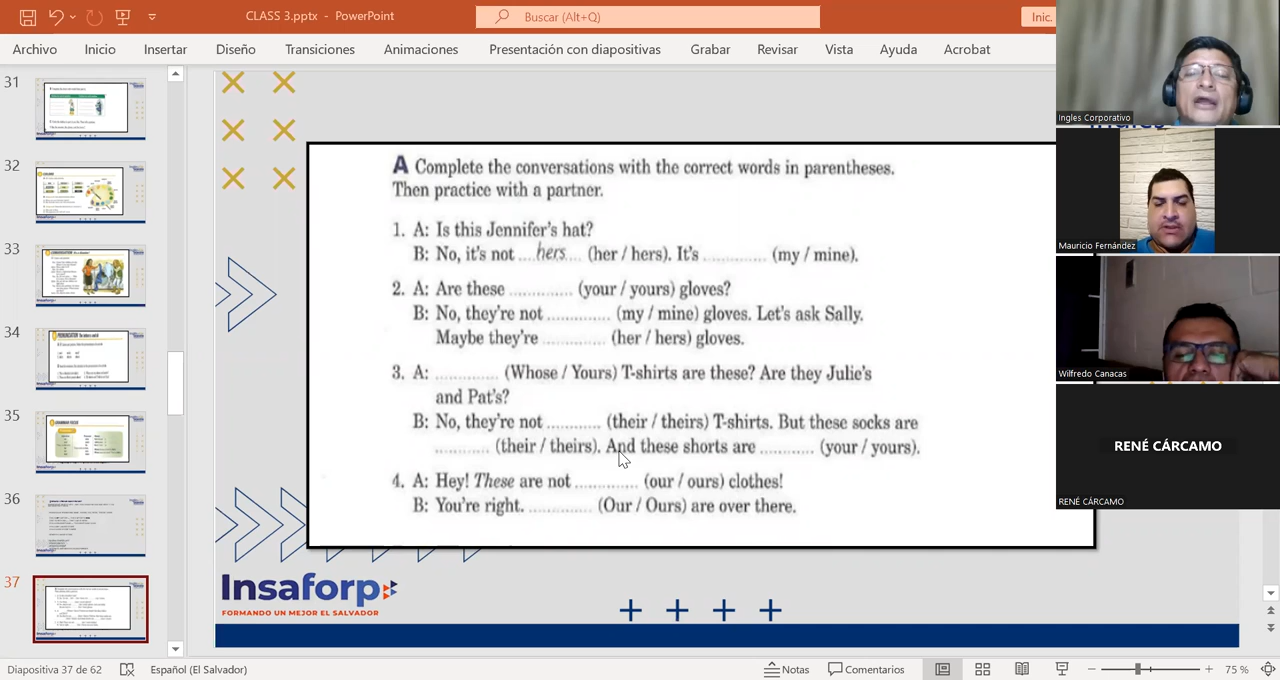 CLASS 3.pptx - PowerPoint
Buscar (Alt+Q)
Inic.
Archivo Inicio Insertar Diseño Transiciones Animaciones Presentación con diapositivas Grabar Revisar Vista Ayuda Acrobat
31
32
33
34
35
36
37
A Complete the conversations with the correct words in parentheses.
Then practice with a partner.
1. A: Is this Jennifer's hat?
B: No, it's not ...hers... (her / hers). It's ............. (my / mine).
2. A: Are these ............. (your / yours) gloves?
B: No, they're not ............. (my / mine) gloves. Let's ask Sally.
Maybe they're ............. (her / hers) gloves.
3. A: ............. (Whose / Yours) T-shirts are these? Are they Julie's
and Pat's?
B: No, they're not ........... (their / theirs) T-shirts. But these socks are
........... (their / theirs). And these shorts are ........... (your / yours).
4. A: Hey! These are not ............. (our / ours) clothes!
B: You're right. ............. (Our / Ours) are over there.
Insaforp
FORMANDO UN MEJOR EL SALVADOR
Ingles Corporativo
Mauricio Fernández
Wilfredo Canacas
RENÉ CÁRCAMO
RENÉ CÁRCAMO
Diapositiva 37 de 62 Español (El Salvador) Notas Comentarios 75 %